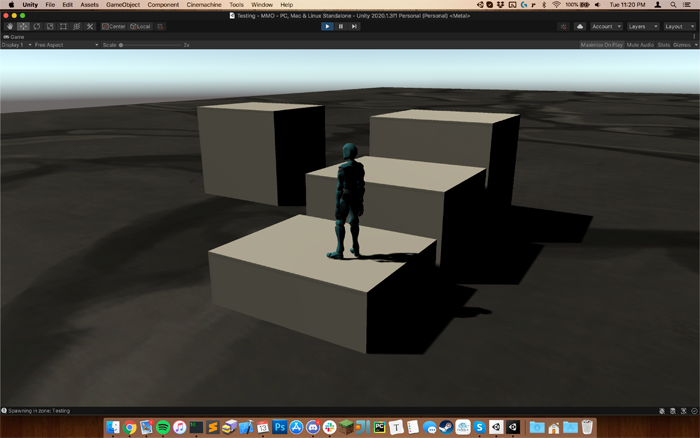 Unity File Edit Assets GameObject Component Cinemachine Tools Window Help 100% Tue 11:20 PM
Testing - MMO - PC, Mac & Linux Standalone - Unity 2020.1.3f1 Personal (Personal) <Metal>
Center Local Account Layers Layout
Game
Display 1 Free Aspect Scale 2x Maximize On Play Mute Audio Stats Gizmos
Spawning in zone: Testing